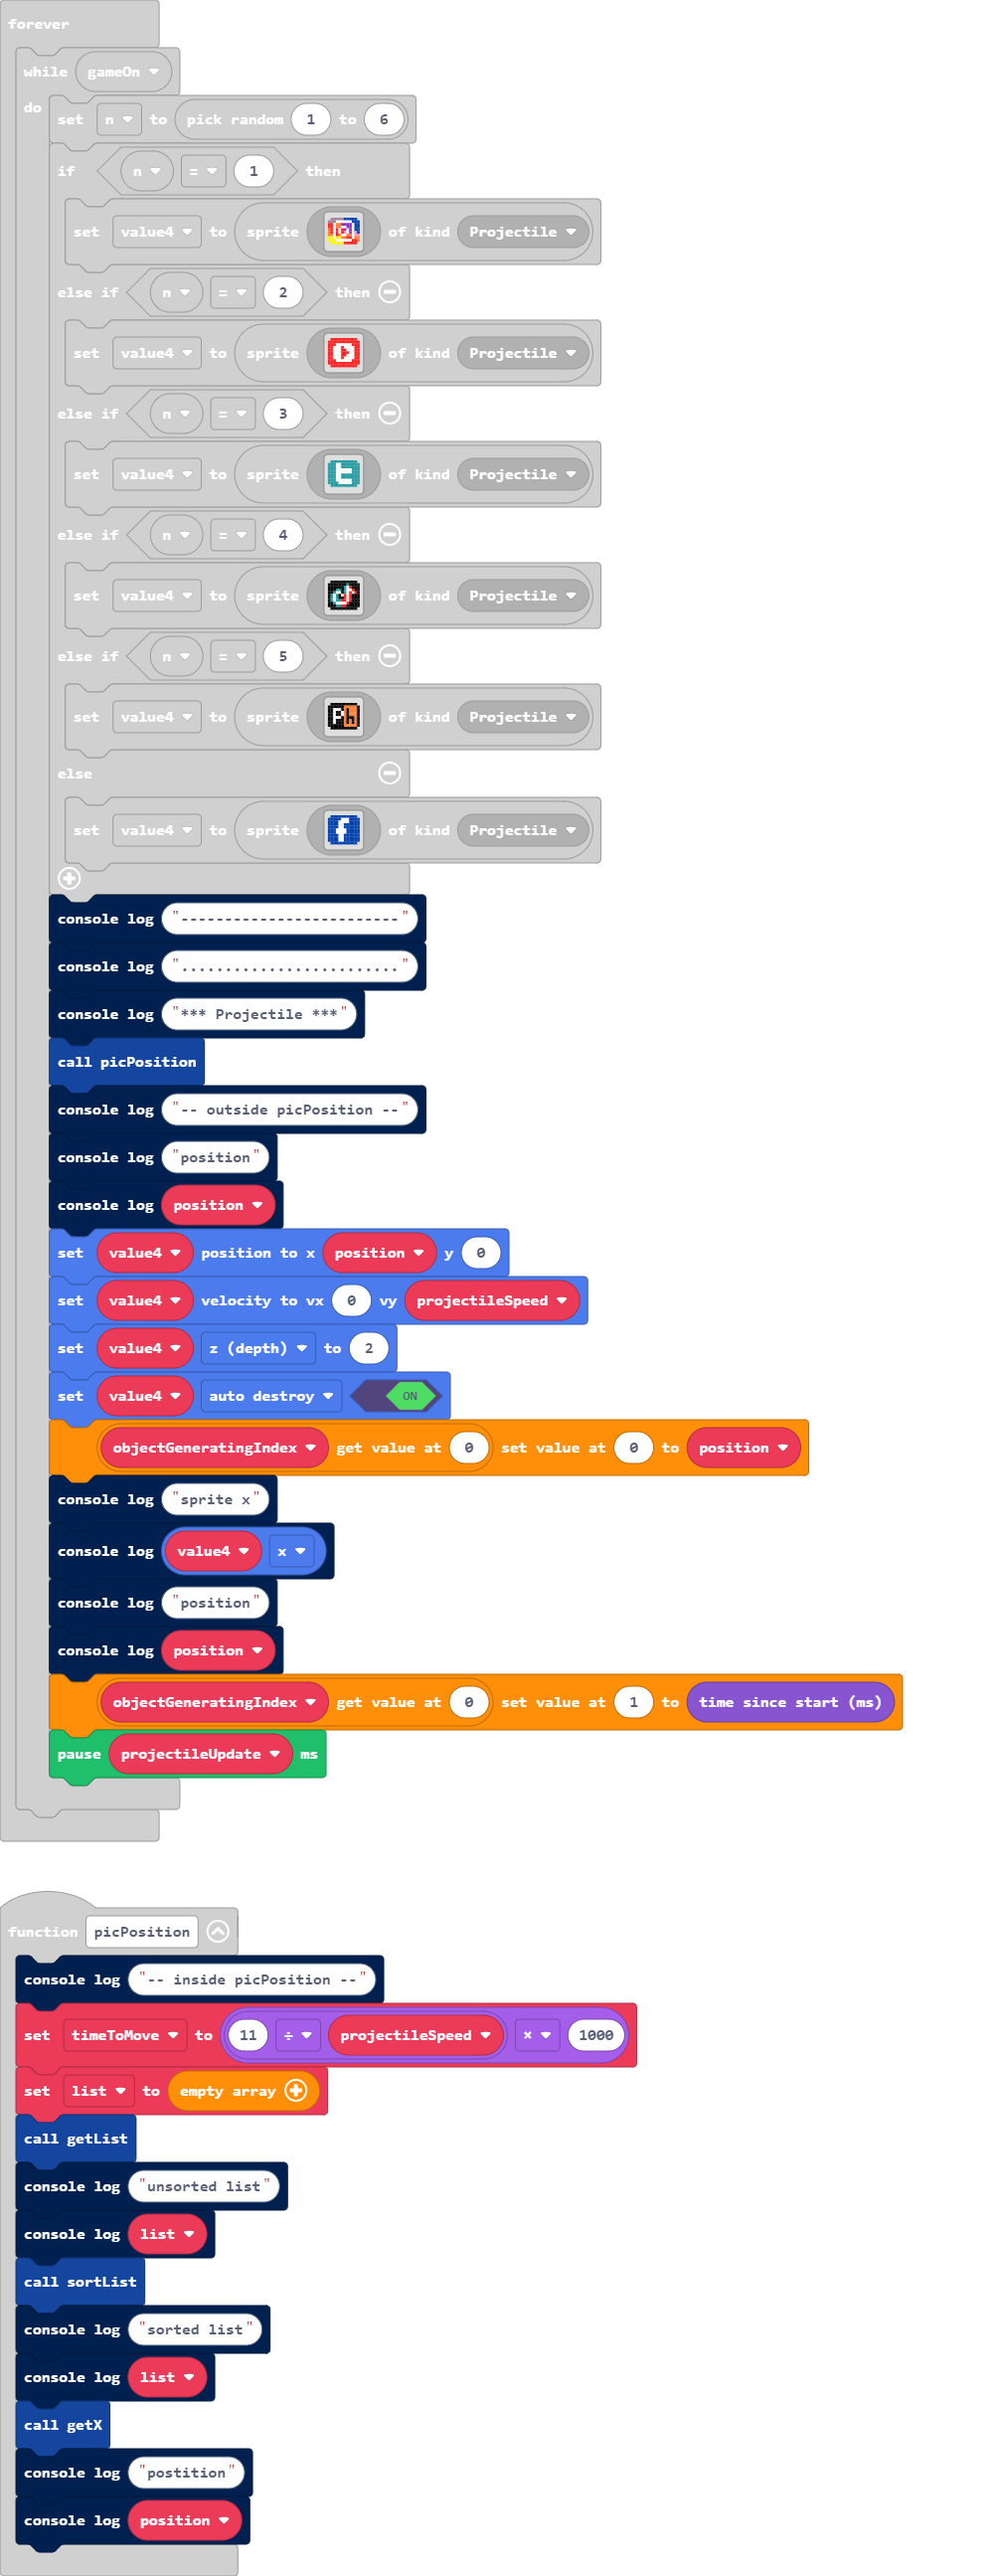 forever
while gameOn
do
set n to pick random 1 to 6
if n = 1 then
set value4 to sprite of kind Projectile
else if n = 2 then
set value4 to sprite of kind Projectile
else if n = 3 then
set value4 to sprite t of kind Projectile
else if n = 4 then
set value4 to sprite of kind Projectile
else if n = 5 then
set value4 to sprite Ph of kind Projectile
else
set value4 to sprite f of kind Projectile
console log "-------------------------"
console log "........................."
console log "*** Projectile ***"
call picPosition
console log "-- outside picPosition --"
console log "position"
console log position
set value4 position to x position y 0
set value4 velocity to vx 0 vy projectileSpeed
set value4 z (depth) to 2
set value4 auto destroy ON
objectGeneratingIndex get value at 0 set value at 0 to position
console log "sprite x"
console log value4 x
console log "position"
console log position
objectGeneratingIndex get value at 0 set value at 1 to time since start (ms)
pause projectileUpdate ms
function picPosition
console log "-- inside picPosition --"
set timeToMove to 11 ÷ projectileSpeed × 1000
set list to empty array
call getList
console log "unsorted list"
console log list
call sortList
console log "sorted list"
console log list
call getX
console log "postition"
console log position